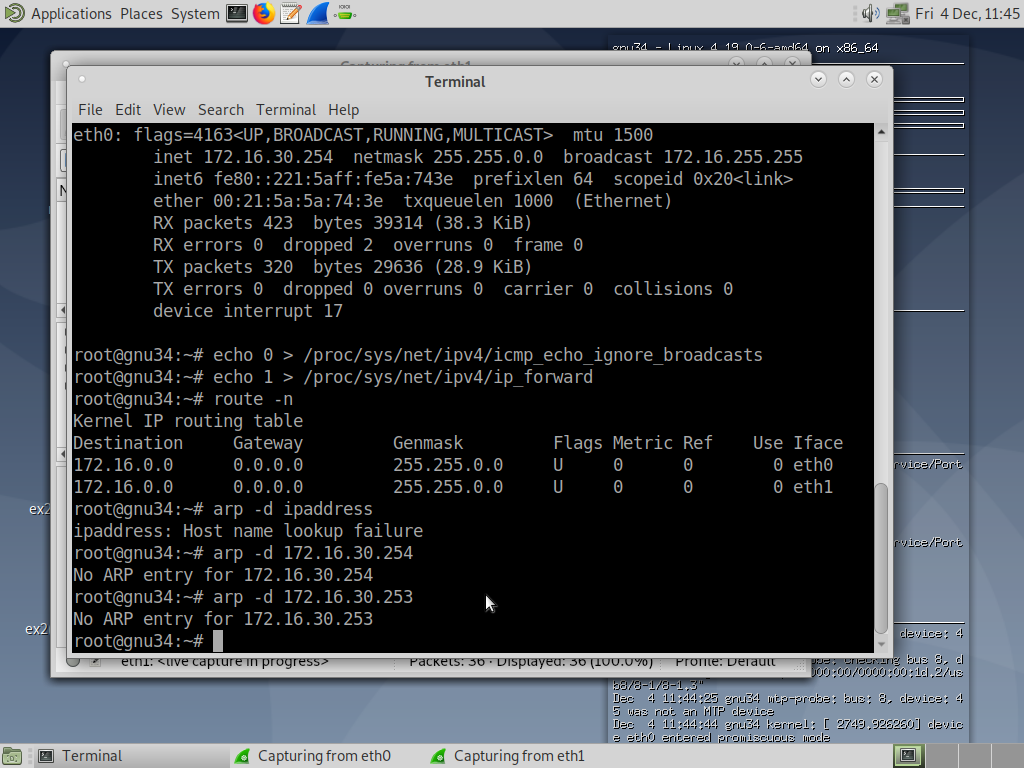 Applications Places System Fri 4 Dec, 11:45
gnu34 - Linux 4.19.0-6-amd64 on x86_64
Capturing from eth1
Terminal
File Edit View Search Terminal Help
eth0: flags=4163<UP,BROADCAST,RUNNING,MULTICAST>  mtu 1500
inet 172.16.30.254  netmask 255.255.0.0  broadcast 172.16.255.255
inet6 fe80::221:5aff:fe5a:743e  prefixlen 64  scopeid 0x20<link>
ether 00:21:5a:5a:74:3e  txqueuelen 1000  (Ethernet)
RX packets 423  bytes 39314 (38.3 KiB)
RX errors 0  dropped 2  overruns 0  frame 0
TX packets 320  bytes 29636 (28.9 KiB)
TX errors 0  dropped 0 overruns 0  carrier 0  collisions 0
device interrupt 17
root@gnu34:~# echo 0 > /proc/sys/net/ipv4/icmp_echo_ignore_broadcasts
root@gnu34:~# echo 1 > /proc/sys/net/ipv4/ip_forward
root@gnu34:~# route -n
Kernel IP routing table
Destination     Gateway         Genmask         Flags Metric Ref    Use Iface
172.16.0.0      0.0.0.0         255.255.0.0     U     0      0        0 eth0
172.16.0.0      0.0.0.0         255.255.0.0     U     0      0        0 eth1
root@gnu34:~# arp -d ipaddress
ipaddress: Host name lookup failure
root@gnu34:~# arp -d 172.16.30.254
No ARP entry for 172.16.30.254
root@gnu34:~# arp -d 172.16.30.253
No ARP entry for 172.16.30.253
root@gnu34:~#
N
ex2
ex2
rvice/Port
rvice/Port
eth1: <live capture in progress> Packets: 36 · Displayed: 36 (100.0%) Profile: Default
device: 4
obe: checking bus 8, d
000:00/0000:00:1d.2/us
b8/8-1/8-1.3"
Dec  4 11:44:25 gnu34 mtp-probe: bus: 8, device: 4
5 was not an MTP device
Dec  4 11:44:44 gnu34 kernel: [ 2749.926260] devic
e eth0 entered promiscuous mode
Terminal Capturing from eth0 Capturing from eth1